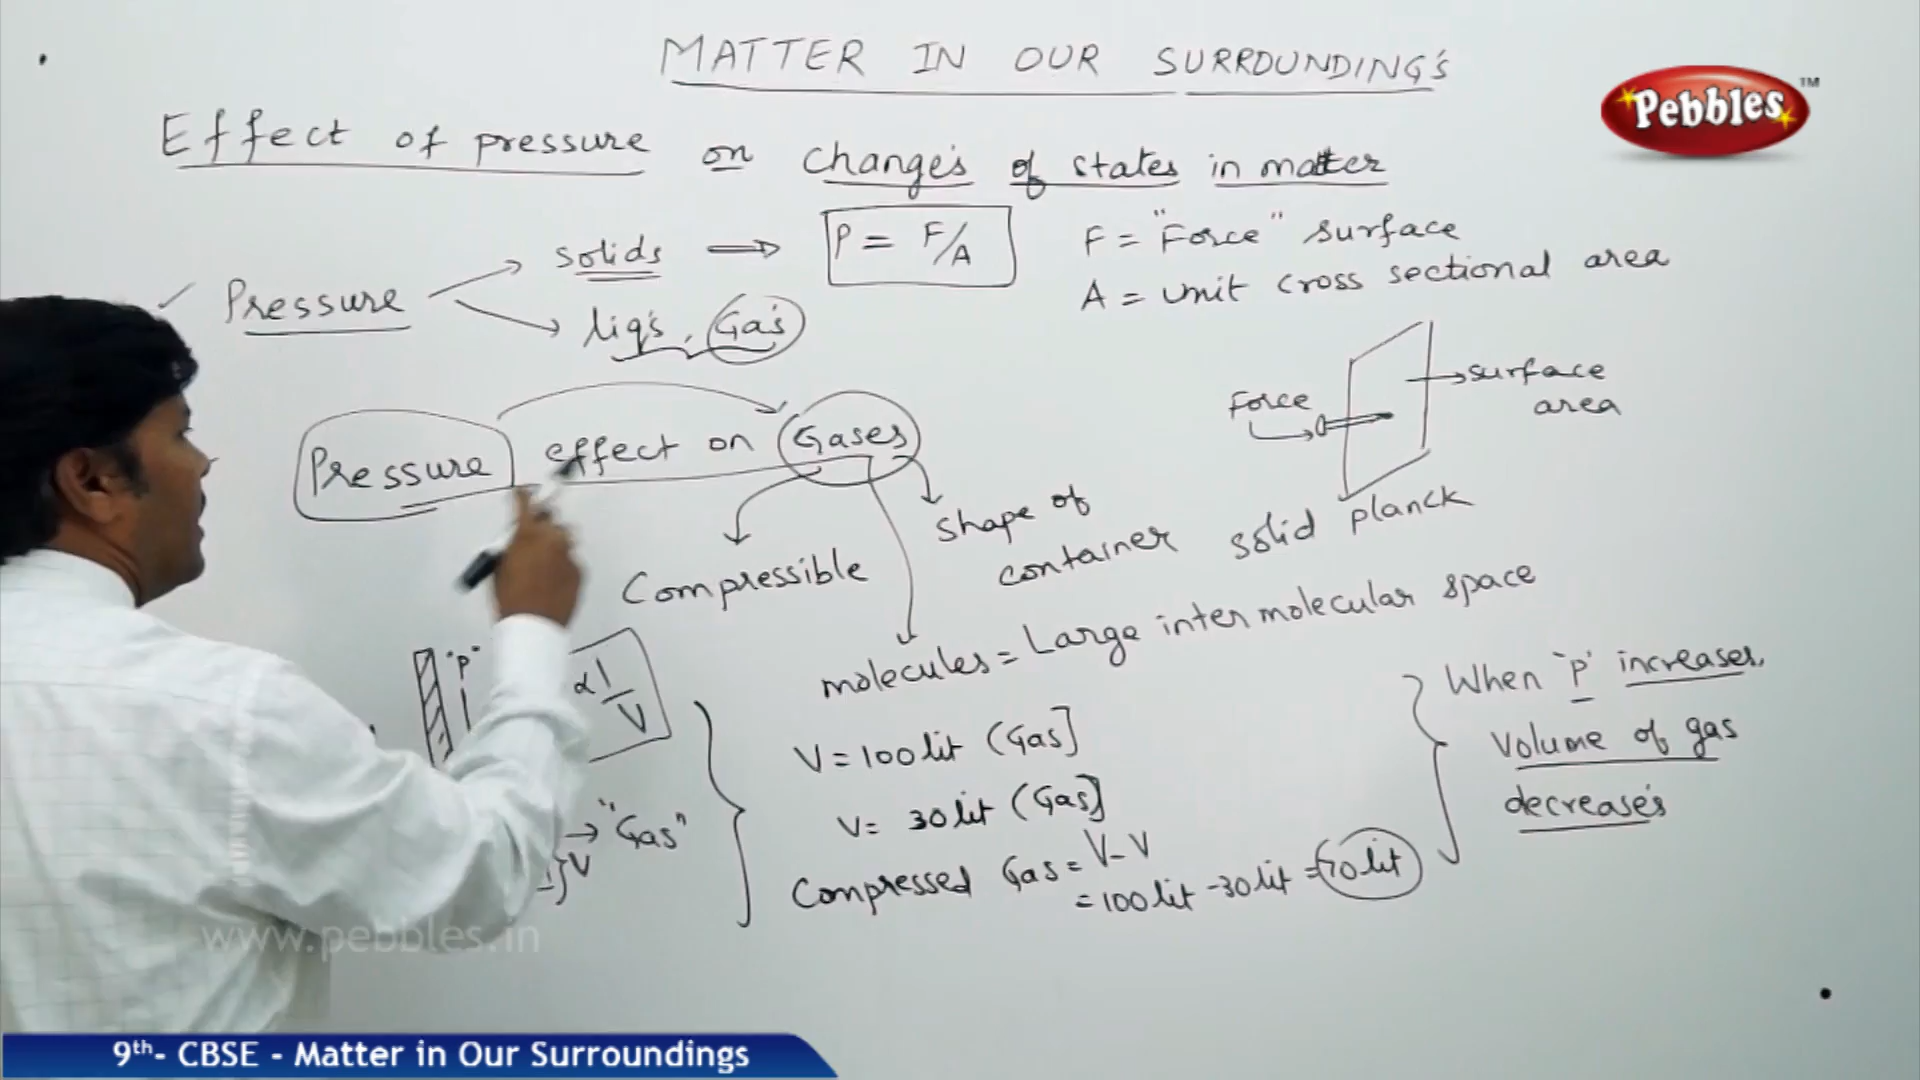 MATTER IN OUR SURROUNDING'S
Pebbles™
Effect of pressure on change's of states in matter
Pressure
solids ⇒ P = F/A
liq's, Ga's
F = "Force" surface
A = unit cross sectional area
Force
surface
area
solid planck
Pressure effect on Gases
Compressible
Shape of
container
molecules = Large inter molecular space
"p"
α 1/V
→ "Gas"
V
V = 100 lit (Gas]
V = 30 lit (Gas]
Compressed Gas = V - V
= 100 lit - 30 lit = 70 lit
When 'p' increases,
Volume of gas
decrease's
www.pebbles.in
9th- CBSE - Matter in Our Surroundings